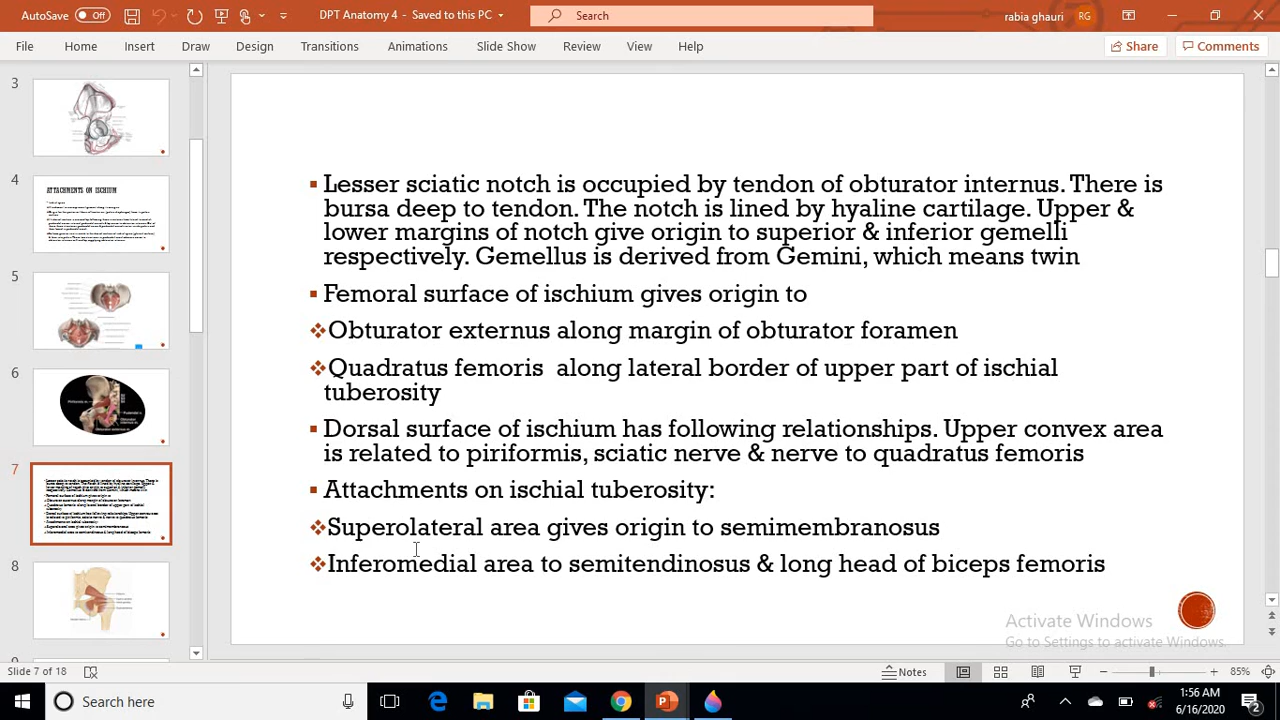 AutoSave Off DPT Anatomy 4 - Saved to this PC Search rabia ghauri RG
File Home Insert Draw Design Transitions Animations Slide Show Review View Help Share Comments
3
4
ATTACHMENTS ON ISCHIUM
5
6
7
8
▪ Lesser sciatic notch is occupied by tendon of obturator internus. There is
bursa deep to tendon. The notch is lined by hyaline cartilage. Upper &
lower margins of notch give origin to superior & inferior gemelli
respectively. Gemellus is derived from Gemini, which means twin
▪ Femoral surface of ischium gives origin to
❖Obturator externus along margin of obturator foramen
❖Quadratus femoris along lateral border of upper part of ischial
tuberosity
▪ Dorsal surface of ischium has following relationships. Upper convex area
is related to piriformis, sciatic nerve & nerve to quadratus femoris
▪ Attachments on ischial tuberosity:
❖Superolateral area gives origin to semimembranosus
❖Inferomedial area to semitendinosus & long head of biceps femoris
Activate Windows
Go to Settings to activate Windows.
Slide 7 of 18 Notes 85%
Search here 1:56 AM
6/16/2020 2